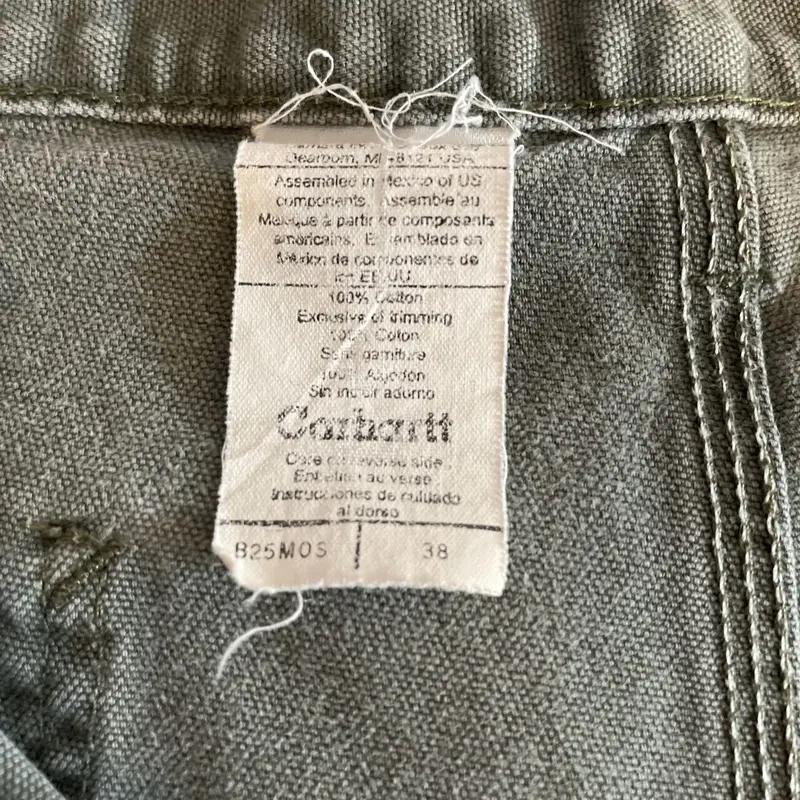 Dearborn, MI 48121 USA
Assembled in Mexico of US
components. Assemblé au
Mexique à partir de composants
américains. Ensamblado en
México de componentes de
los EE.UU.
100% Cotton
Exclusive of trimming
100% Coton
Sans garniture
100% Algodón
Sin incluir adorno
Carhartt
Care on reverse side
Entretien au verso
Instrucciones de cuidado
al dorso
B25MOS 38